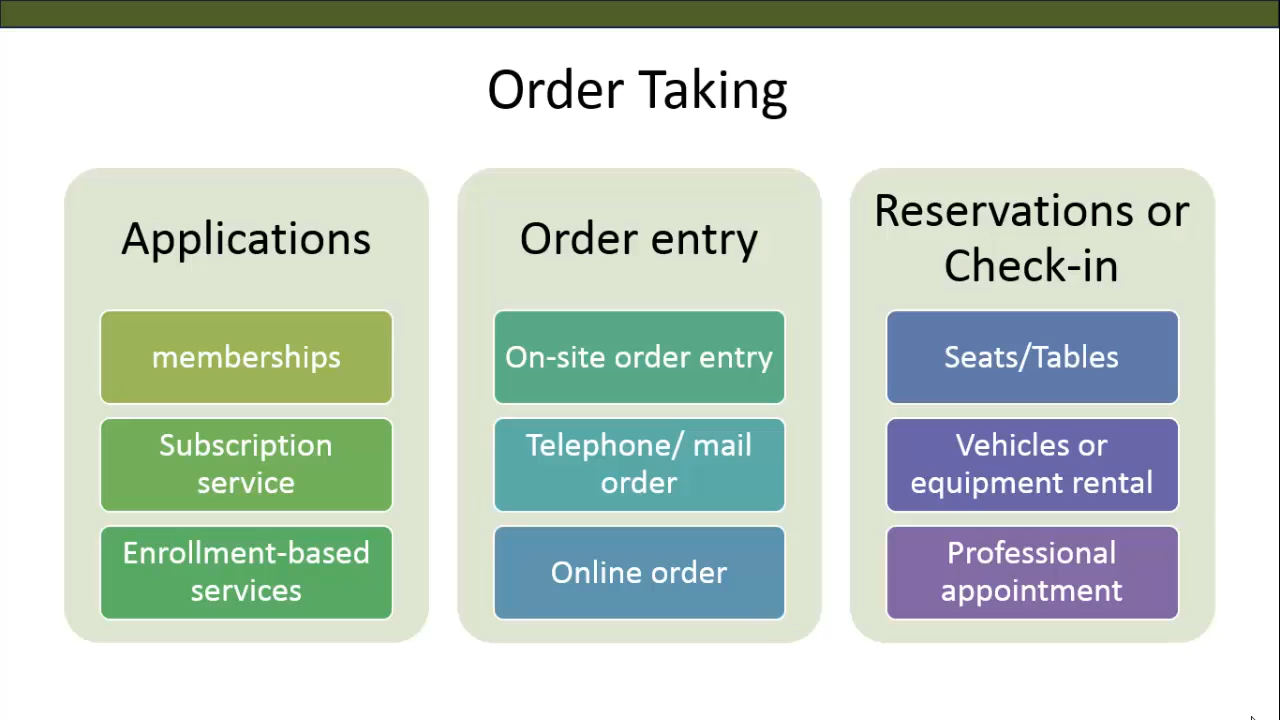 Order Taking
Applications
memberships
Subscription
service
Enrollment-based
services
Order entry
On-site order entry
Telephone/ mail
order
Online order
Reservations or
Check-in
Seats/Tables
Vehicles or
equipment rental
Professional
appointment